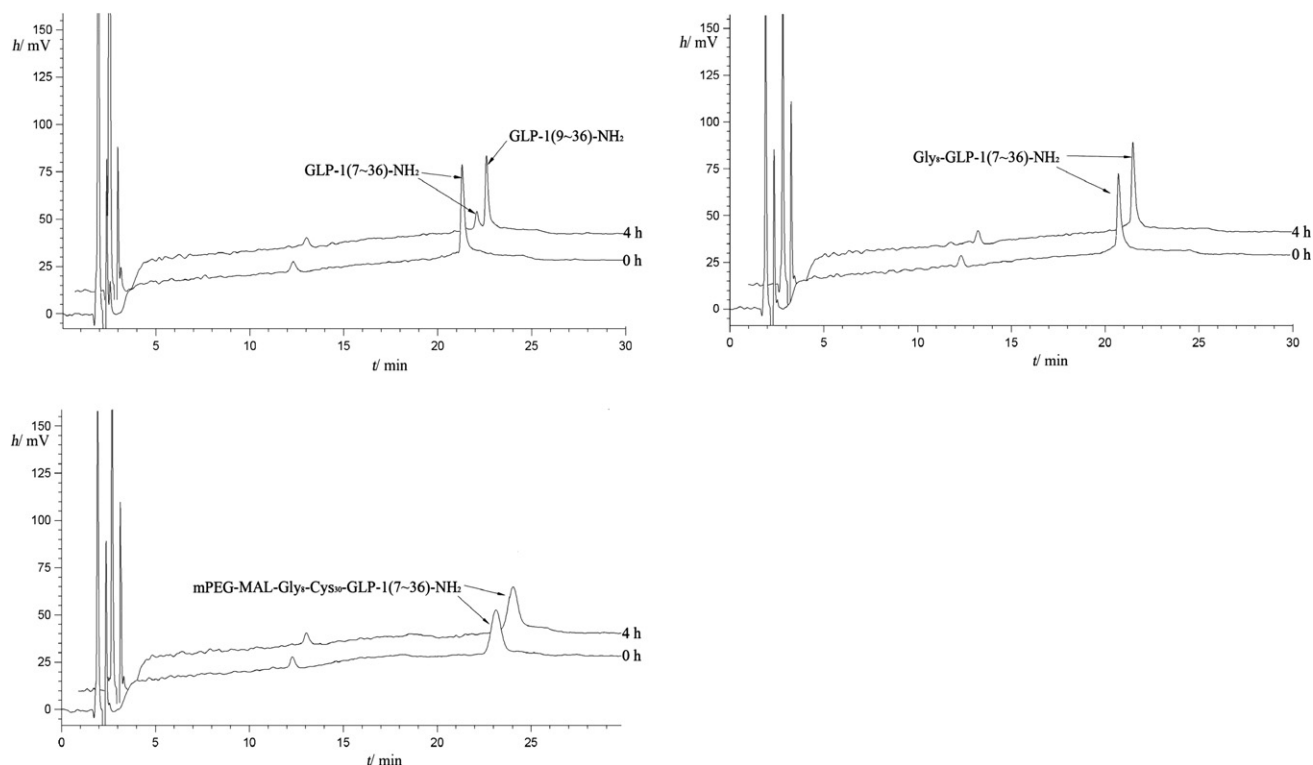 150
h/ mV
125
100
75
50
25
0
GLP-1(9~36)-NH₂
GLP-1(7~36)-NH₂
4 h
0 h
5
10
15
20
25
30
t/ min
150
h/ mV
125
100
75
50
25
0
Gly₈-GLP-1(7~36)-NH₂
4 h
0 h
0
5
10
15
20
25
30
t/ min
150
h/ mV
125
100
75
50
25
0
mPEG-MAL-Gly₈-Cys₃₀-GLP-1(7~36)-NH₂
4 h
0 h
0
5
10
15
20
25
t/ min